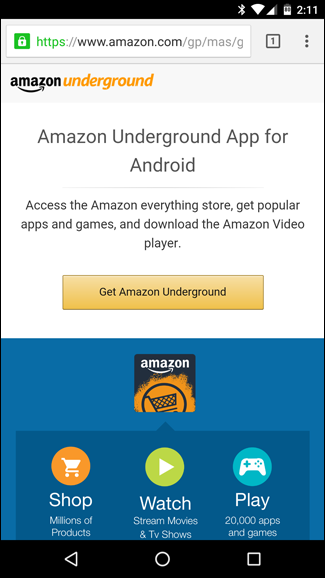 2:11
https://www.amazon.com/gp/mas/g
1
amazon underground
Amazon Underground App for
Android
Access the Amazon everything store, get popular
apps and games, and download the Amazon Video
player.
Get Amazon Underground
amazon
Shop
Millions of
Products
Watch
Stream Movies
& Tv Shows
Play
20,000 apps
and games